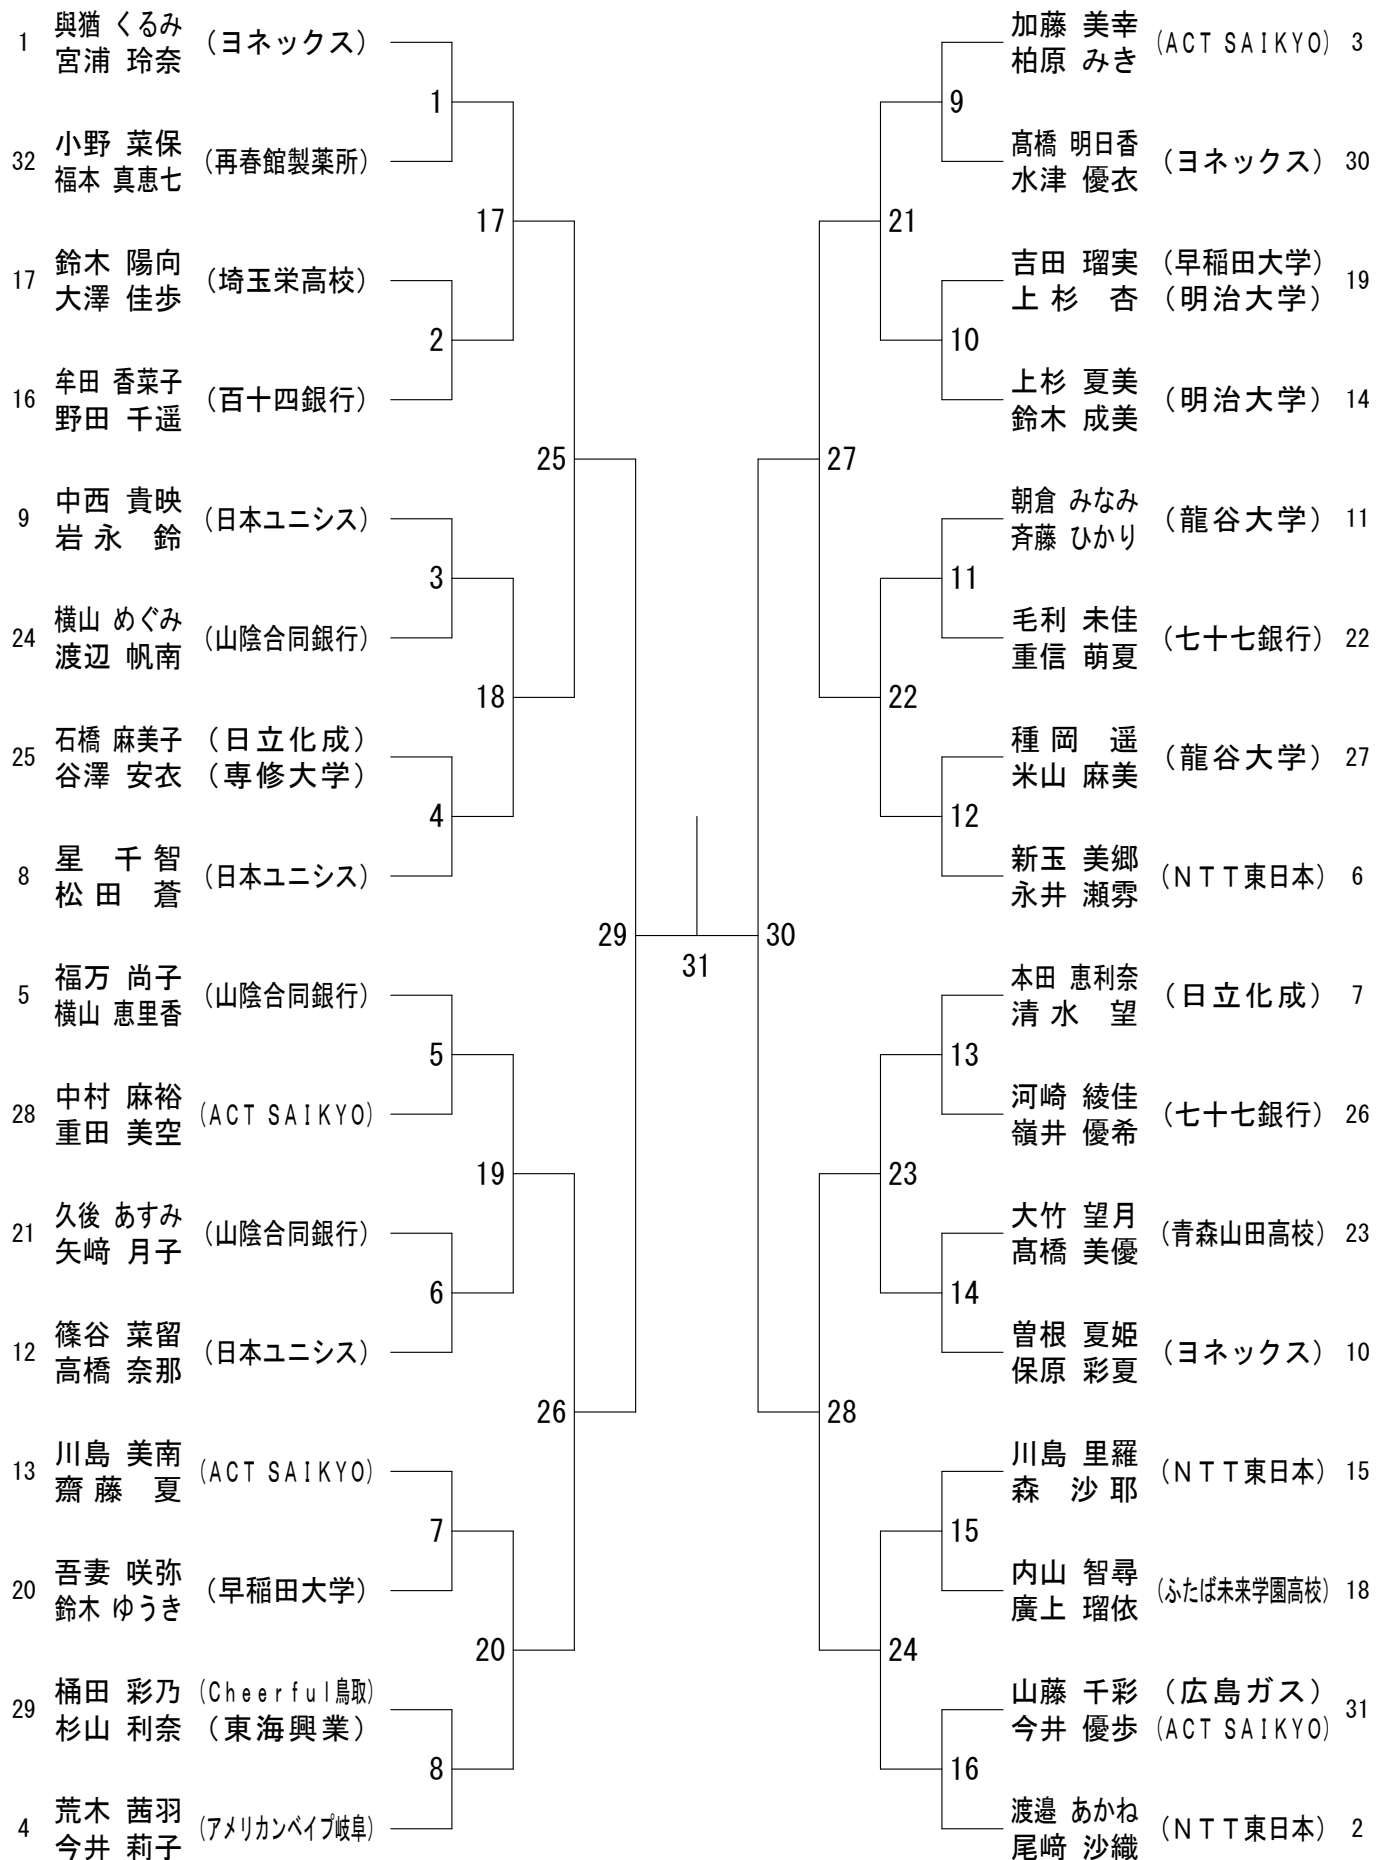 1 與猶 くるみ (ヨネックス)
宮浦 玲奈
1
32 小野 菜保 (再春館製薬所)
福本 真恵七
17
17 鈴木 陽向 (埼玉栄高校)
大澤 佳歩
2
16 牟田 香菜子 (百十四銀行)
野田 千遥
25
9 中西 貴映 (日本ユニシス)
岩永 鈴
3
24 横山 めぐみ (山陰合同銀行)
渡辺 帆南
18
25 石橋 麻美子 (日立化成)
谷澤 安衣 (専修大学)
4
8 星 千智 (日本ユニシス)
松田 蒼
29
5 福万 尚子 (山陰合同銀行)
横山 恵里香
5
28 中村 麻裕 (ACT SAIKYO)
重田 美空
19
21 久後 あすみ (山陰合同銀行)
矢﨑 月子
6
12 篠谷 菜留 (日本ユニシス)
高橋 奈那
26
13 川島 美南 (ACT SAIKYO)
齋藤 夏
7
20 吾妻 咲弥 (早稲田大学)
鈴木 ゆうき
20
29 桶田 彩乃 (Cheerful鳥取)
杉山 利奈 (東海興業)
8
4 荒木 茜羽 (アメリカンベイプ岐阜)
今井 莉子
31
加藤 美幸 (ACT SAIKYO) 3
柏原 みき
9
髙橋 明日香 (ヨネックス) 30
水津 優衣
21
吉田 瑠実 (早稲田大学) 19
上杉 杏 (明治大学)
10
上杉 夏美 (明治大学) 14
鈴木 成美
27
朝倉 みなみ (龍谷大学) 11
斉藤 ひかり
11
毛利 未佳 (七十七銀行) 22
重信 萌夏
22
種岡 遥 (龍谷大学) 27
米山 麻美
12
新玉 美郷 (NTT東日本) 6
永井 瀬雰
30
本田 恵利奈 (日立化成) 7
清水 望
13
河崎 綾佳 (七十七銀行) 26
嶺井 優希
23
大竹 望月 (青森山田高校) 23
髙橋 美優
14
曽根 夏姫 (ヨネックス) 10
保原 彩夏
28
川島 里羅 (NTT東日本) 15
森 沙耶
15
内山 智尋 (ふたば未来学園高校) 18
廣上 瑠依
24
山藤 千彩 (広島ガス) 31
今井 優歩 (ACT SAIKYO)
16
渡邉 あかね (NTT東日本) 2
尾﨑 沙織